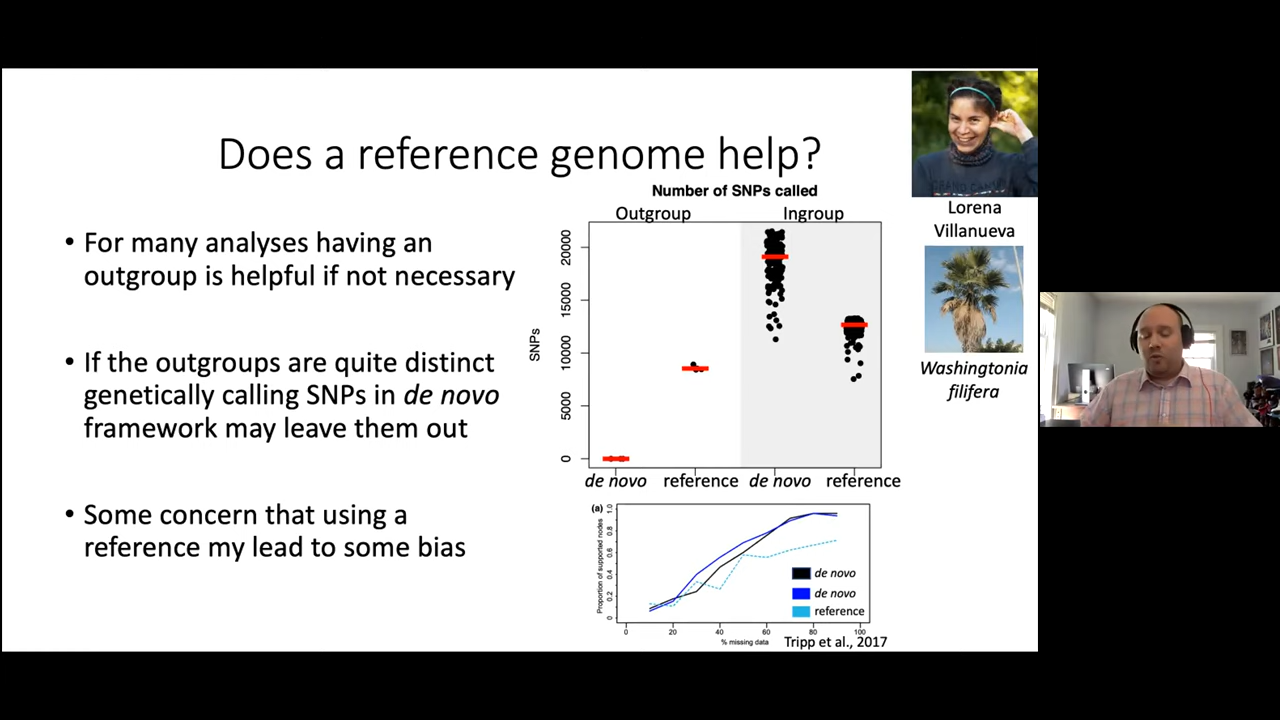 Does a reference genome help?
• For many analyses having an
outgroup is helpful if not necessary
• If the outgroups are quite distinct
genetically calling SNPs in de novo
framework may leave them out
• Some concern that using a
reference my lead to some bias
Number of SNPs called
Outgroup Ingroup
SNPs
20000
15000
10000
5000
0
de novo reference de novo reference
(a)
Proportion of supported nodes
1.0
0.8
0.6
0.4
0.2
0
de novo
de novo
reference
0 20 40 60 80 100
% missing data
Tripp et al., 2017
Lorena
Villanueva
Washingtonia
filifera
GRAND CANYON